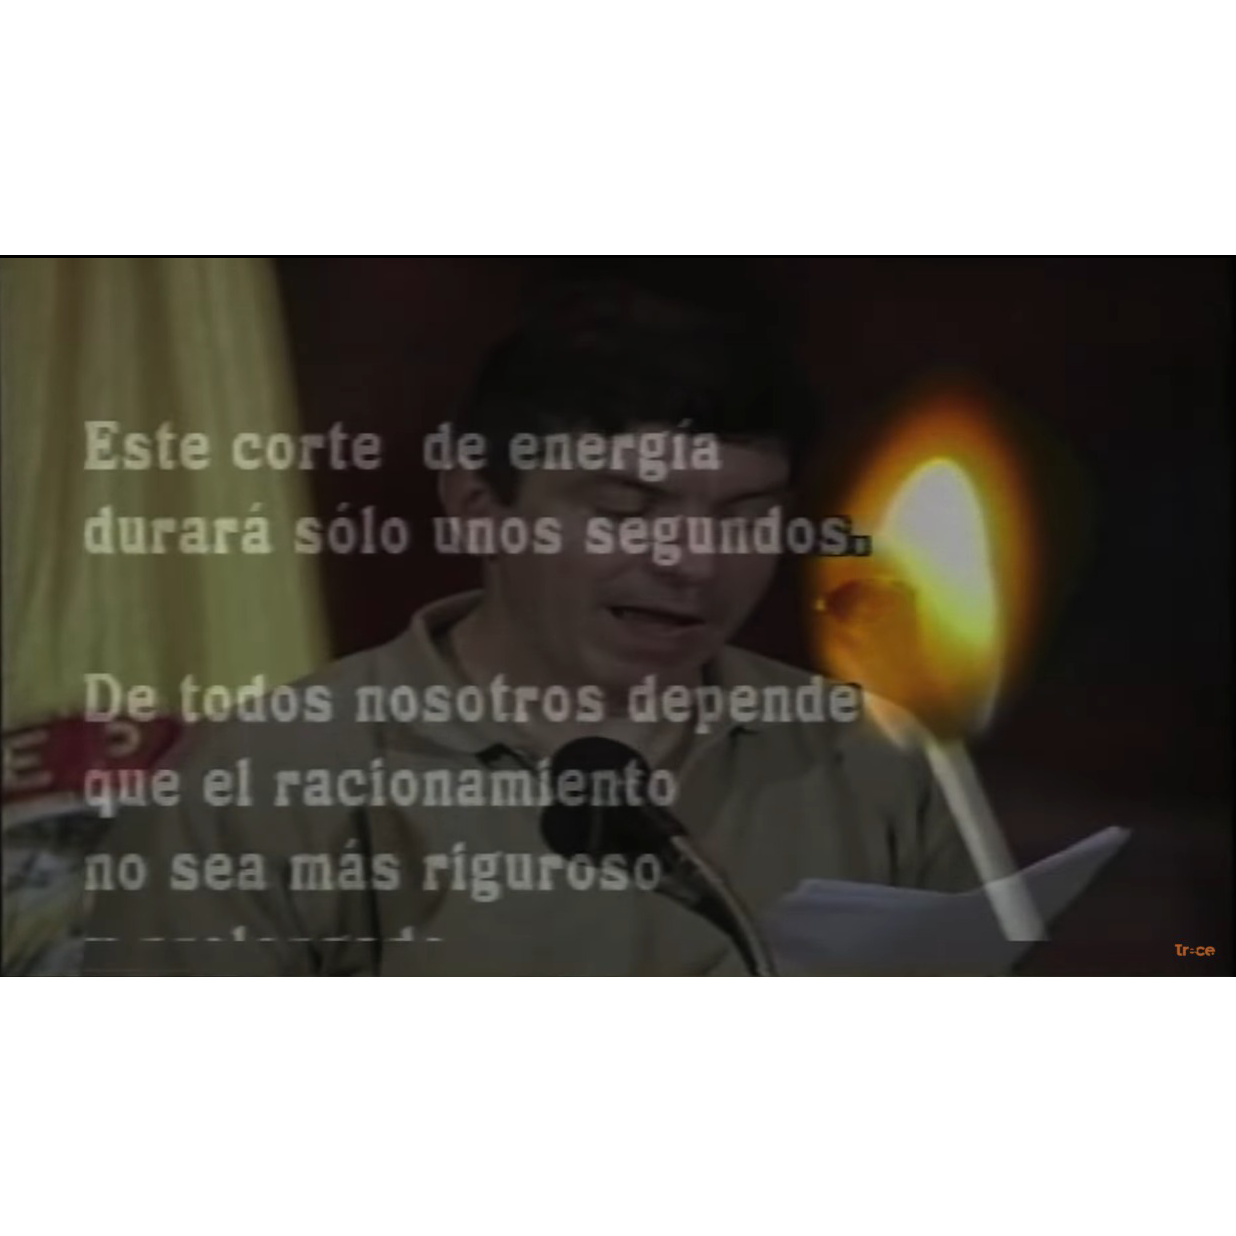 Este corte de energía
durará sólo unos segundos.
De todos nosotros depende
que el racionamiento
no sea más riguroso
E
Trece